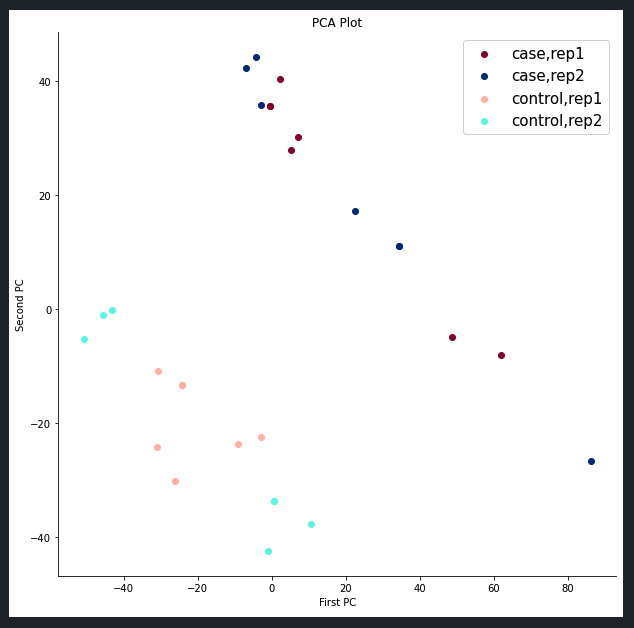 PCA Plot
case,rep1
case,rep2
control,rep1
control,rep2
40
20
0
−20
−40
Second PC
−40
−20
0
20
40
60
80
First PC